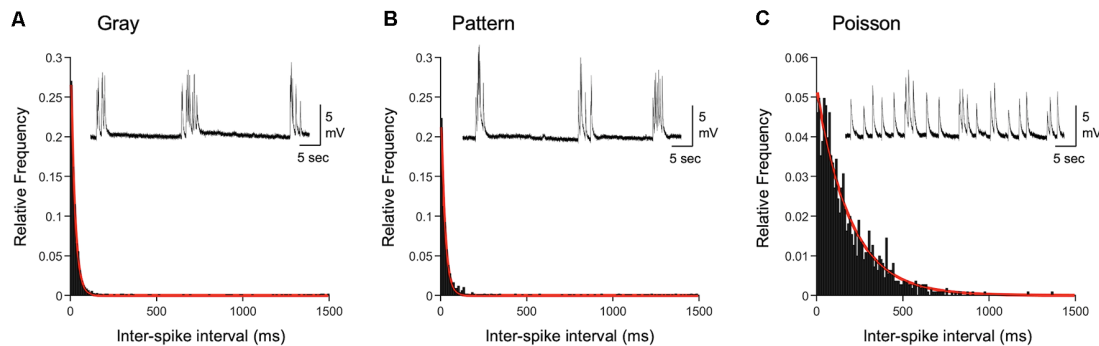 A Gray
0.3
0.25
0.2
0.15
0.1
0.05
0
Relative Frequency
0 500 1000 1500
Inter-spike interval (ms)
5
mV
5 sec
B Pattern
0.3
0.25
0.2
0.15
0.1
0.05
0
Relative Frequency
0 500 1000 1500
Inter-spike interval (ms)
5
mV
5 sec
C Poisson
0.06
0.05
0.04
0.03
0.02
0.01
0
Relative Frequency
0 500 1000 1500
Inter-spike interval (ms)
5
mV
5 sec